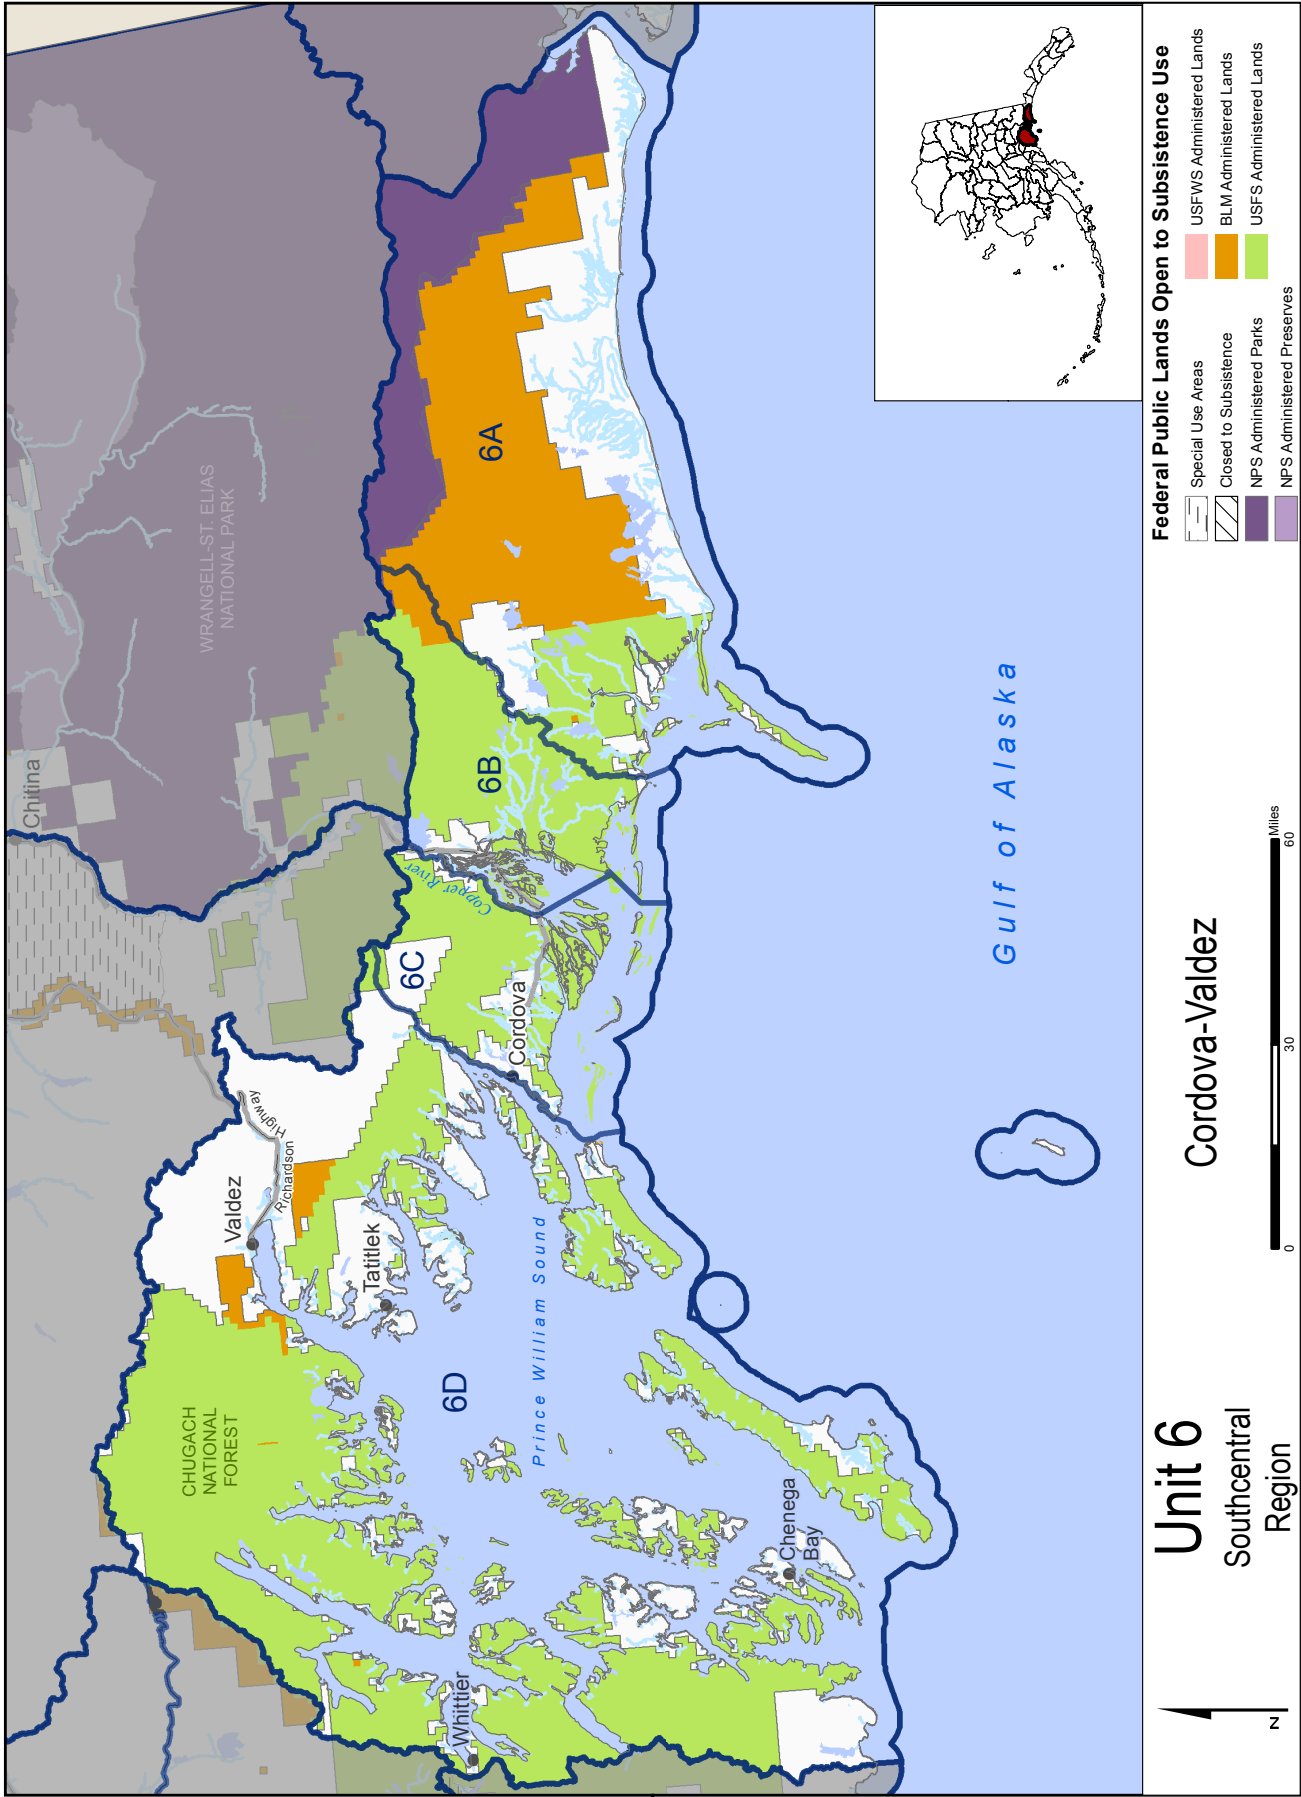 WRANGELL-ST. ELIAS
NATIONAL PARK
Chitina
CHUGACH
NATIONAL
FOREST
Valdez
Richardson
Highway
Tatitlek
Whittier
Chenega
Bay
Cordova
Copper River
Prince William Sound
Gulf of Alaska
6A
6B
6C
6D
Unit 6
Southcentral
Region
Cordova-Valdez
N
0
30
60
Miles
Federal Public Lands Open to Subsistence Use
Special Use Areas
Closed to Subsistence
NPS Administered Parks
NPS Administered Preserves
USFWS Administered Lands
BLM Administered Lands
USFS Administered Lands